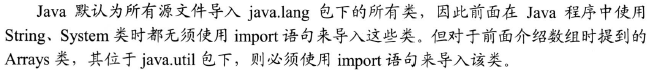 Java 默认为所有源文件导入 java.lang 包下的所有类，因此前面在 Java 程序中使用
String、System 类时都无须使用 import 语句来导入这些类。但对于前面介绍数组时提到的
Arrays 类，其位于 java.util 包下，则必须使用 import 语句来导入该类。